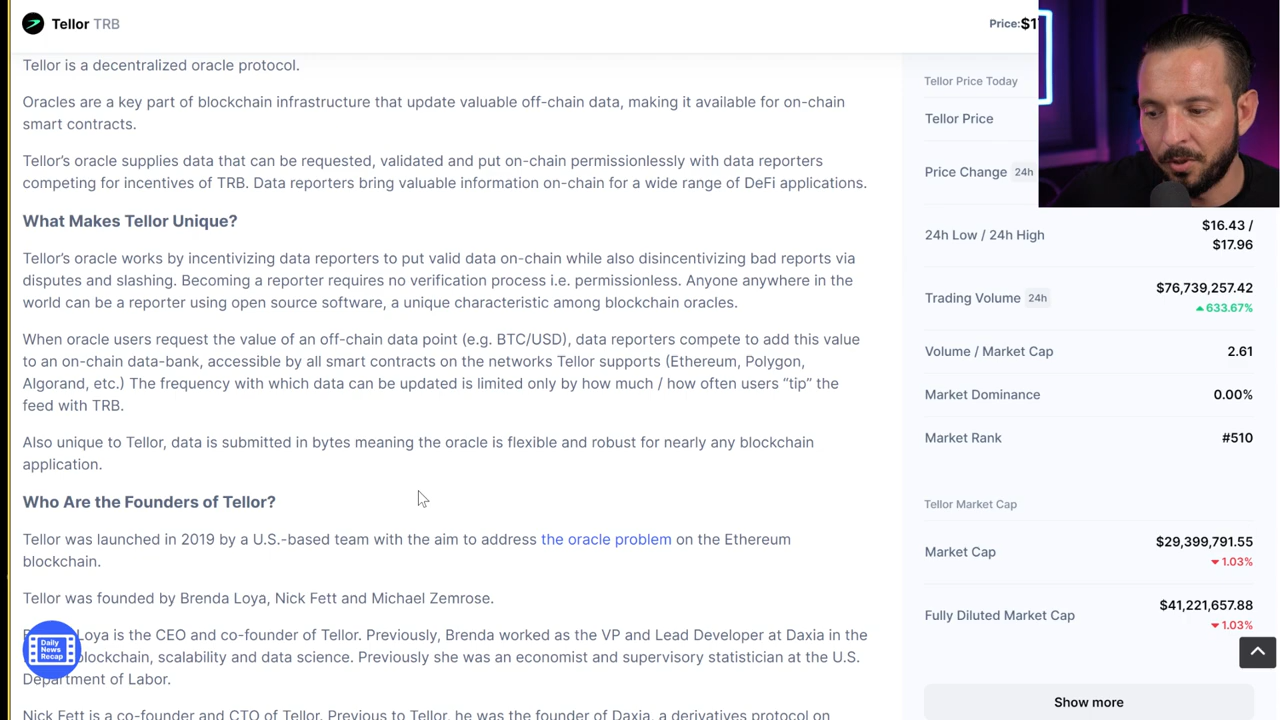 Tellor TRB
Price:$1
Tellor is a decentralized oracle protocol.
Oracles are a key part of blockchain infrastructure that update valuable off-chain data, making it available for on-chain
smart contracts.
Tellor’s oracle supplies data that can be requested, validated and put on-chain permissionlessly with data reporters
competing for incentives of TRB. Data reporters bring valuable information on-chain for a wide range of DeFi applications.
What Makes Tellor Unique?
Tellor’s oracle works by incentivizing data reporters to put valid data on-chain while also disincentivizing bad reports via
disputes and slashing. Becoming a reporter requires no verification process i.e. permissionless. Anyone anywhere in the
world can be a reporter using open source software, a unique characteristic among blockchain oracles.
When oracle users request the value of an off-chain data point (e.g. BTC/USD), data reporters compete to add this value
to an on-chain data-bank, accessible by all smart contracts on the networks Tellor supports (Ethereum, Polygon,
Algorand, etc.) The frequency with which data can be updated is limited only by how much / how often users “tip” the
feed with TRB.
Also unique to Tellor, data is submitted in bytes meaning the oracle is flexible and robust for nearly any blockchain
application.
Who Are the Founders of Tellor?
Tellor was launched in 2019 by a U.S.-based team with the aim to address the oracle problem on the Ethereum
blockchain.
Tellor was founded by Brenda Loya, Nick Fett and Michael Zemrose.
Loya is the CEO and co-founder of Tellor. Previously, Brenda worked as the VP and Lead Developer at Daxia in the
blockchain, scalability and data science. Previously she was an economist and supervisory statistician at the U.S.
Department of Labor.
Nick Fett is a co-founder and CTO of Tellor. Previous to Tellor, he was the founder of Daxia, a derivatives protocol on
Daily
News
Recap
Tellor Price Today
Tellor Price
Price Change 24h
24h Low / 24h High
$16.43 /
$17.96
Trading Volume 24h
$76,739,257.42
633.67%
Volume / Market Cap
2.61
Market Dominance
0.00%
Market Rank
#510
Tellor Market Cap
Market Cap
$29,399,791.55
1.03%
Fully Diluted Market Cap
$41,221,657.88
1.03%
Show more